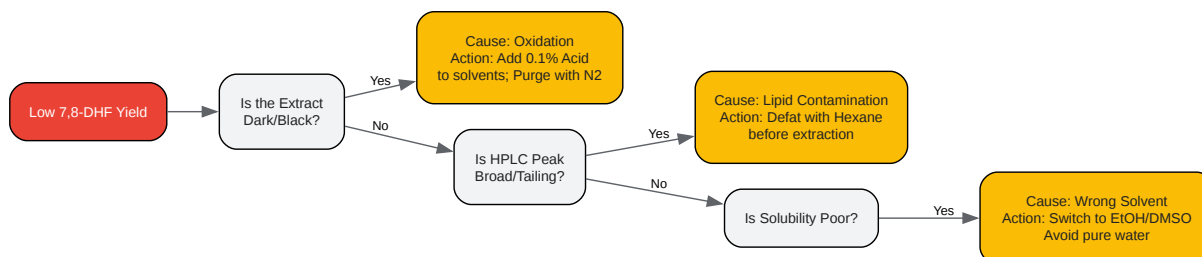 Low 7,8-DHF Yield
Is the Extract
Dark/Black?
Yes
Cause: Oxidation
Action: Add 0.1% Acid
to solvents; Purge with N2
No
Is HPLC Peak
Broad/Tailing?
Yes
Cause: Lipid Contamination
Action: Defat with Hexane
before extraction
No
Is Solubility Poor?
Yes
Cause: Wrong Solvent
Action: Switch to EtOH/DMSO
Avoid pure water